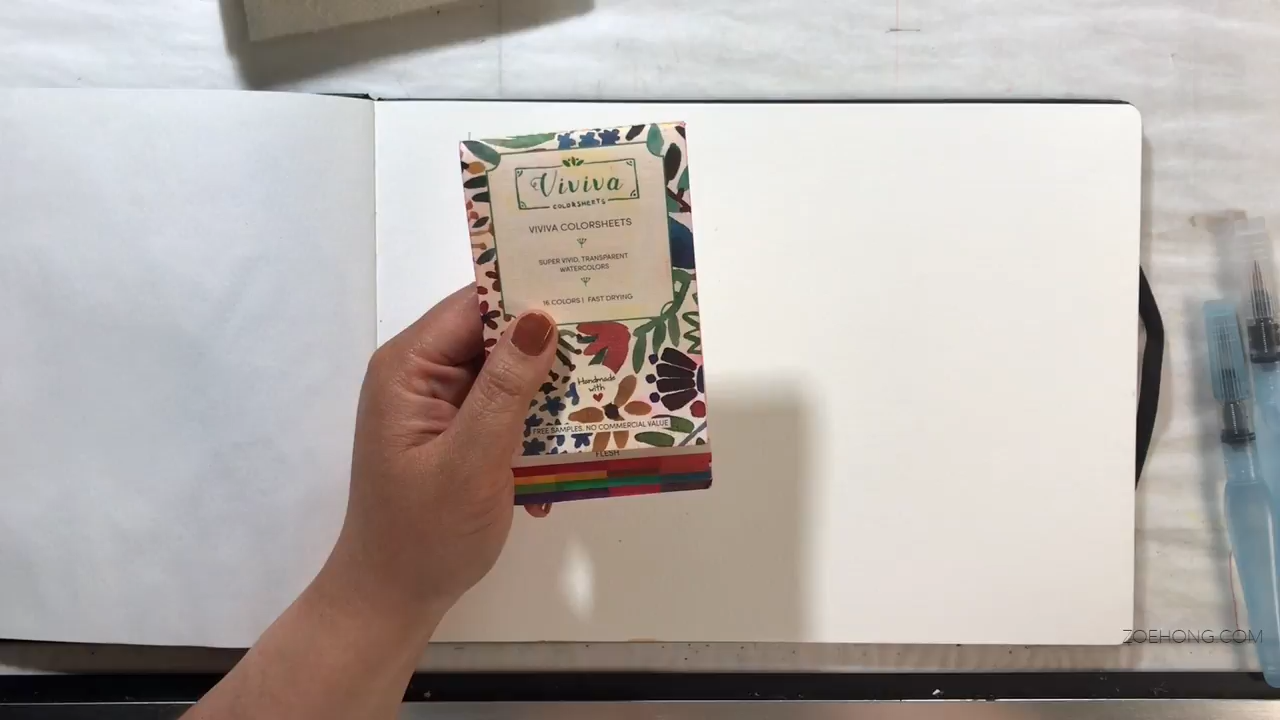 Viviva
COLORSHEETS
VIVIVA COLORSHEETS
SUPER VIVID, TRANSPARENT
WATERCOLORS
16 COLORS | FAST DRYING
Handmade
with
FREE SAMPLES. NO COMMERCIAL VALUE
FLESH
ZOEHONG.COM